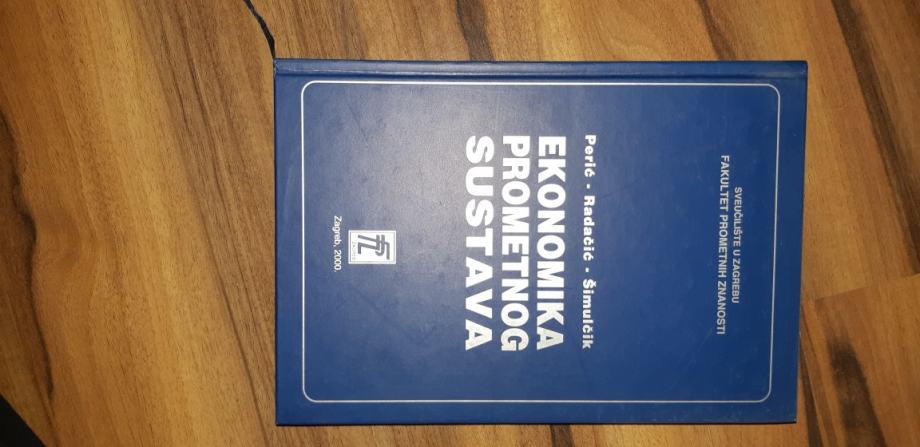 SVEUČILIŠTE U ZAGREBU
FAKULTET PROMETNIH ZNANOSTI
Perić - Radačić - Šimulčik
EKONOMIKA
PROMETNOG
SUSTAVA
Zagreb, 2000.